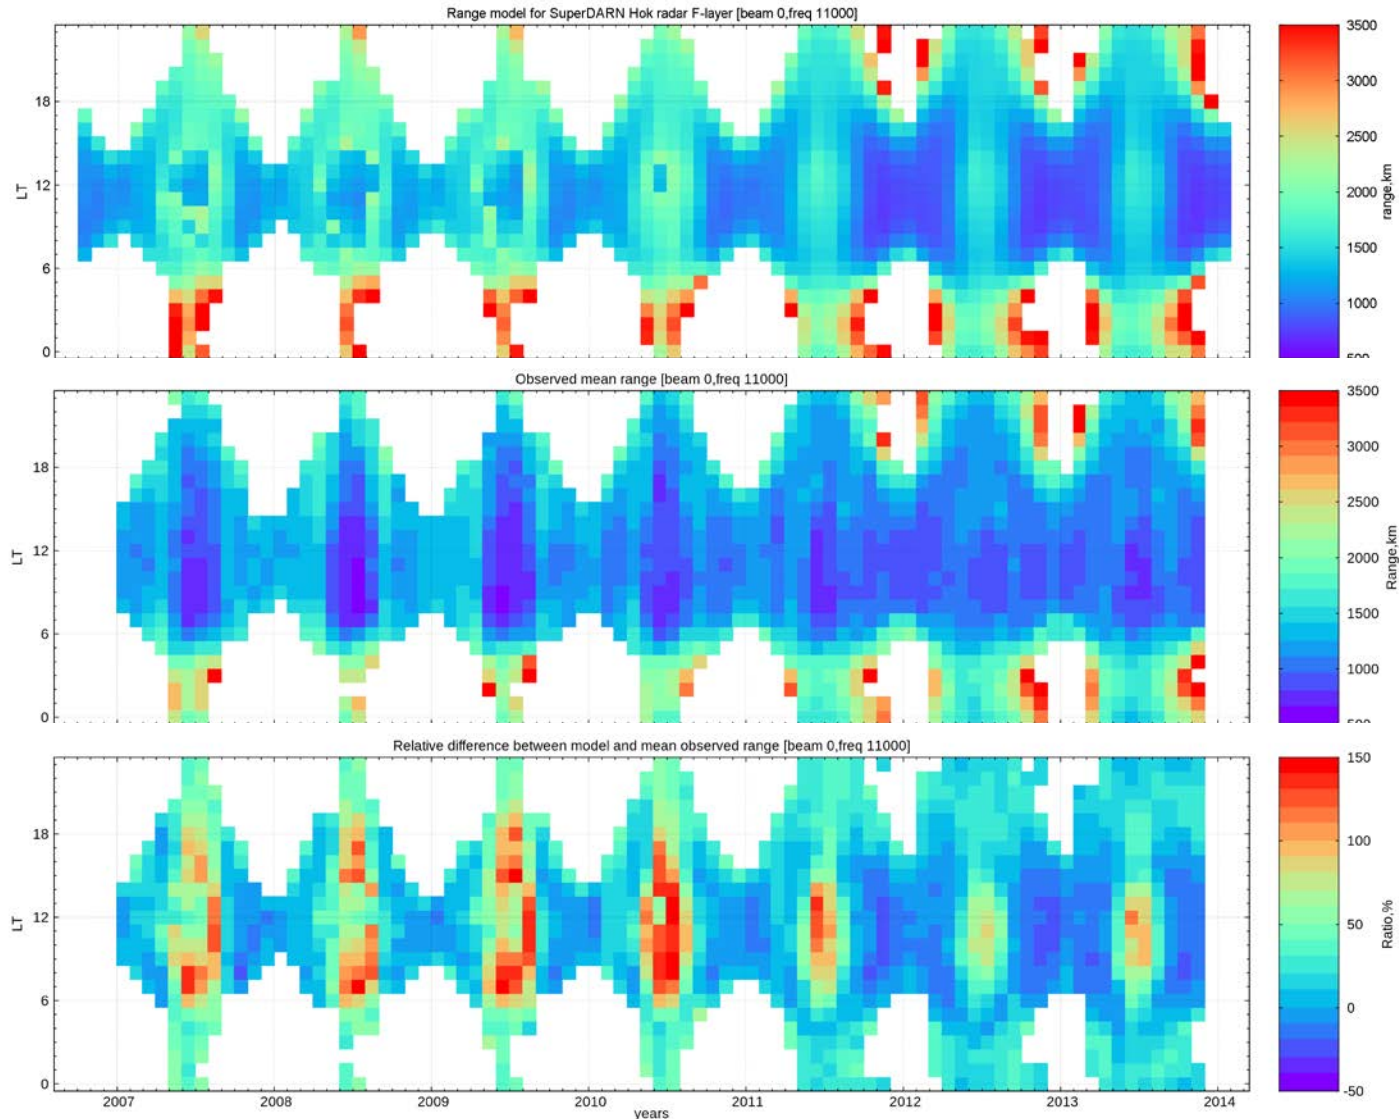 Range model for SuperDARN Hok radar F-layer [beam 0,freq 11000]
LT
18
12
6
0
3500
3000
2500
2000
1500
1000
500
range,km
Observed mean range [beam 0,freq 11000]
LT
18
12
6
0
3500
3000
2500
2000
1500
1000
500
Range,km
Relative difference between model and mean observed range [beam 0,freq 11000]
LT
18
12
6
0
150
100
50
0
-50
Ratio,%
2007 2008 2009 2010 2011 2012 2013 2014
years